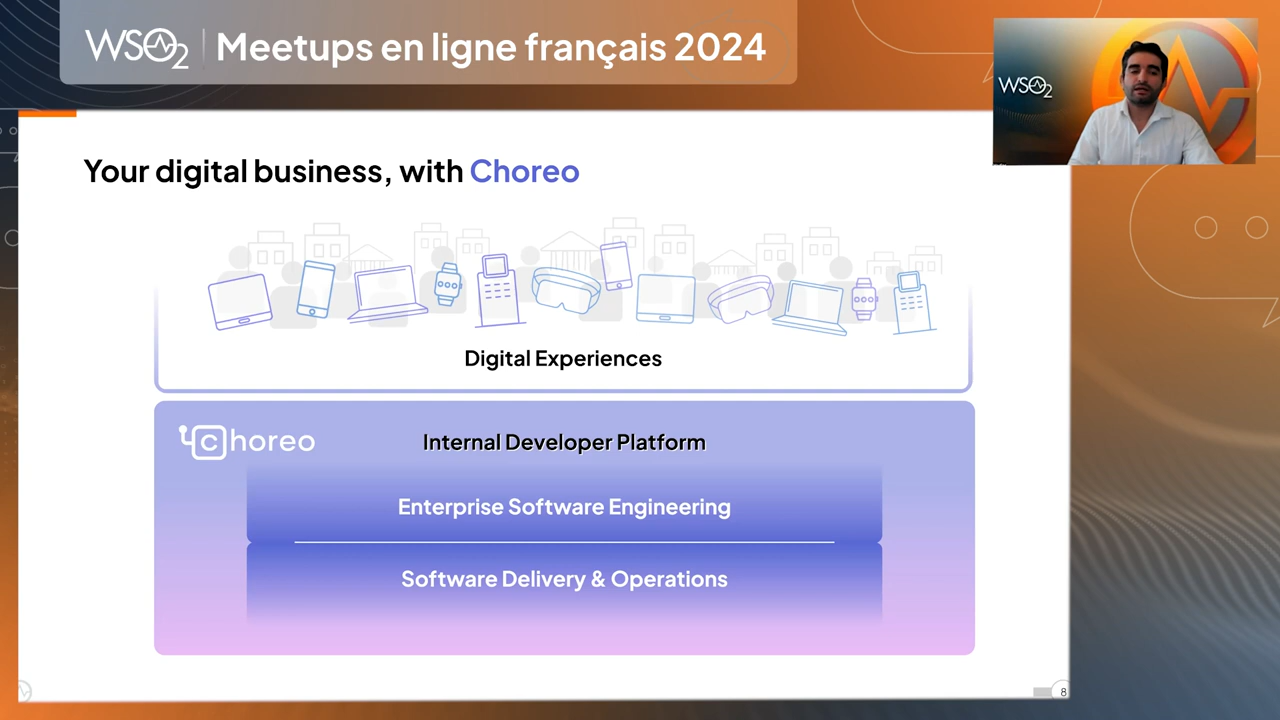 WSO2 Meetups en ligne français 2024
WSO2
Your digital business, with Choreo
Digital Experiences
choreo
Internal Developer Platform
Enterprise Software Engineering
Software Delivery & Operations
8